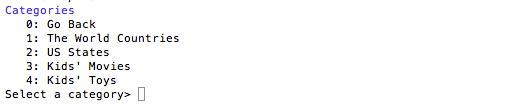 Categories
0: Go Back
1: The World Countries
2: US States
3: Kids' Movies
4: Kids' Toys
Select a category>